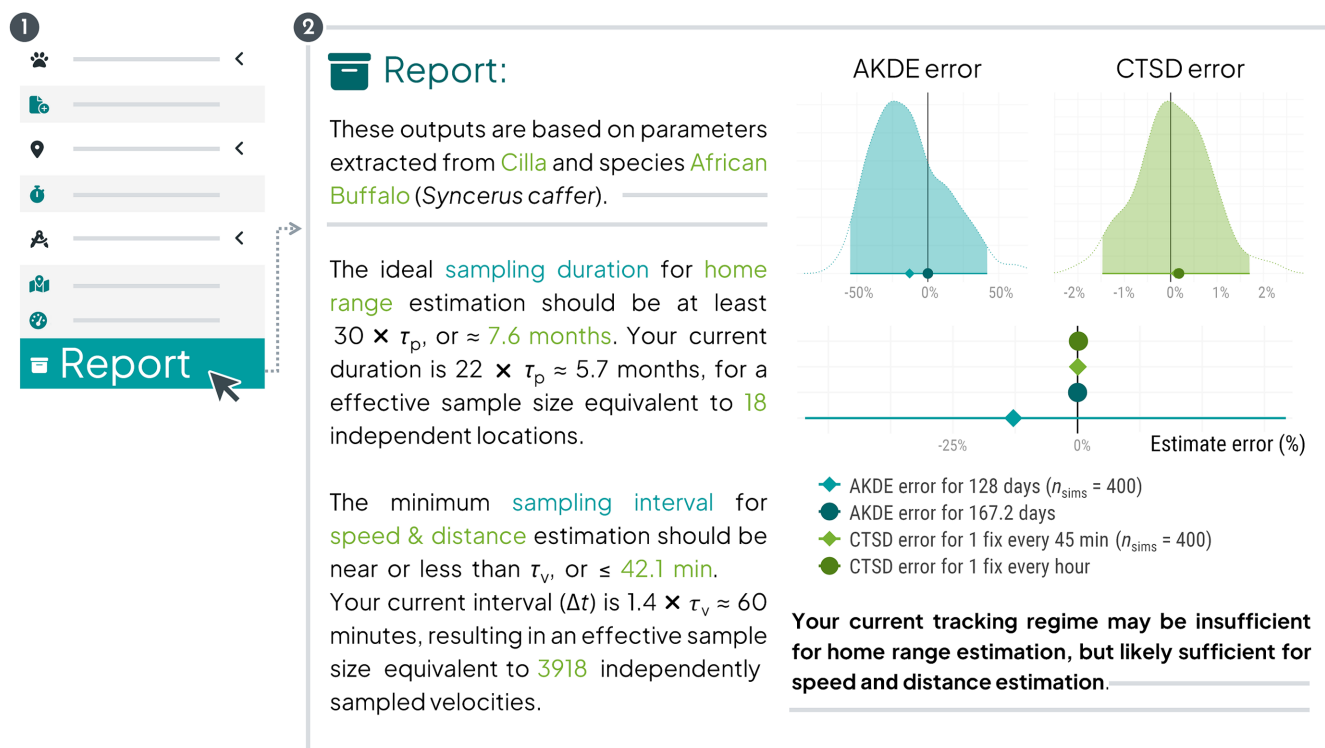 1
Report
2
Report:
These outputs are based on parameters
extracted from Cilla and species African
Buffalo (Syncerus caffer).
The ideal sampling duration for home
range estimation should be at least
30 × τp, or ≈ 7.6 months. Your current
duration is 22 × τp ≈ 5.7 months, for a
effective sample size equivalent to 18
independent locations.
The minimum sampling interval for
speed & distance estimation should be
near or less than τv, or ≤ 42.1 min.
Your current interval (Δt) is 1.4 × τv ≈ 60
minutes, resulting in an effective sample
size equivalent to 3918 independently
sampled velocities.
AKDE error
-50% 0% 50%
CTSD error
-2% -1% 0% 1% 2%
-25% 0% Estimate error (%)
AKDE error for 128 days (nsims = 400)
AKDE error for 167.2 days
CTSD error for 1 fix every 45 min (nsims = 400)
CTSD error for 1 fix every hour
Your current tracking regime may be insufficient
for home range estimation, but likely sufficient for
speed and distance estimation.